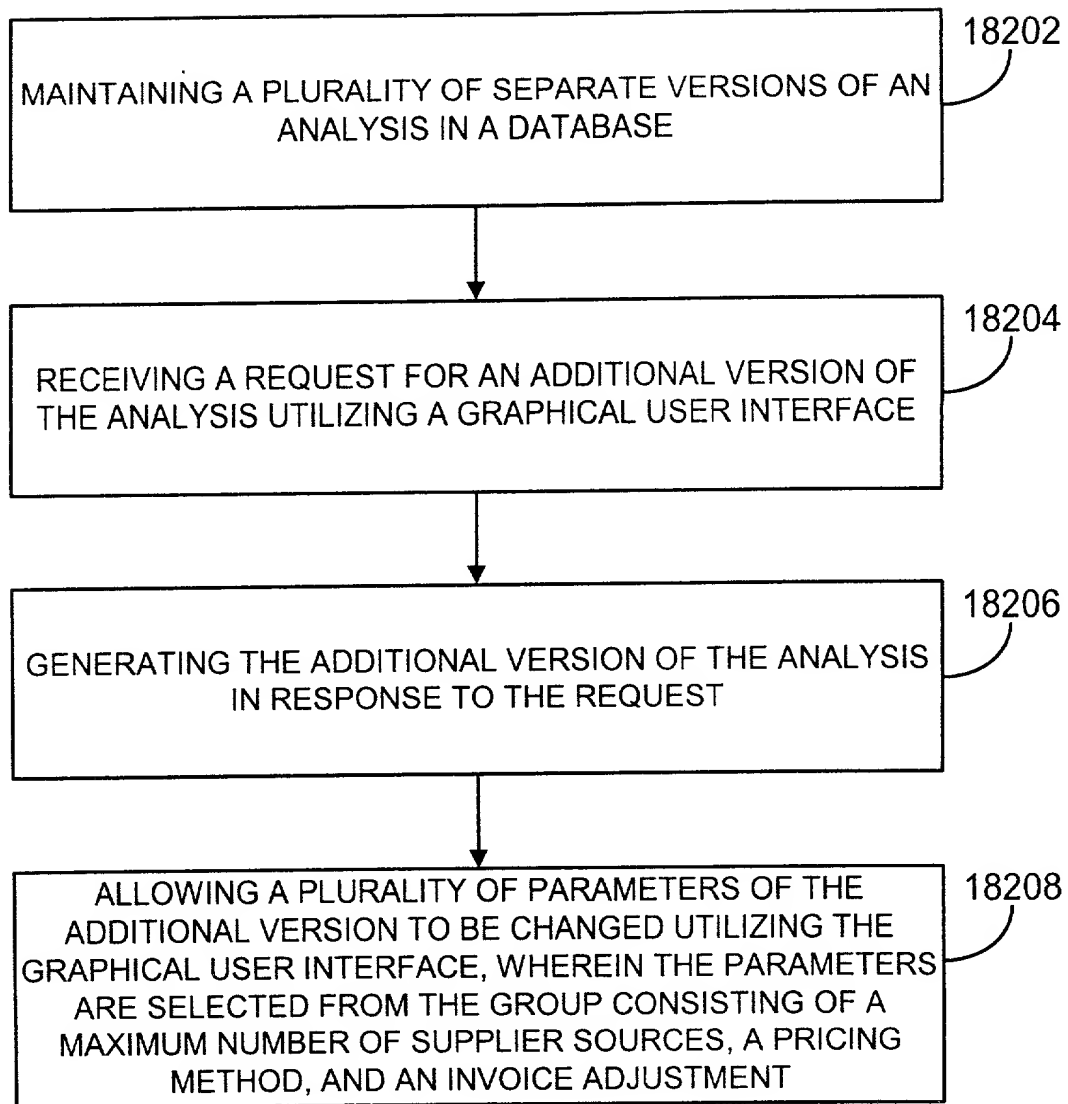 18202
MAINTAINING A PLURALITY OF SEPARATE VERSIONS OF AN
ANALYSIS IN A DATABASE
18204
RECEIVING A REQUEST FOR AN ADDITIONAL VERSION OF
THE ANALYSIS UTILIZING A GRAPHICAL USER INTERFACE
18206
GENERATING THE ADDITIONAL VERSION OF THE ANALYSIS
IN RESPONSE TO THE REQUEST
18208
ALLOWING A PLURALITY OF PARAMETERS OF THE
ADDITIONAL VERSION TO BE CHANGED UTILIZING THE
GRAPHICAL USER INTERFACE, WHEREIN THE PARAMETERS
ARE SELECTED FROM THE GROUP CONSISTING OF A
MAXIMUM NUMBER OF SUPPLIER SOURCES, A PRICING
METHOD, AND AN INVOICE ADJUSTMENT